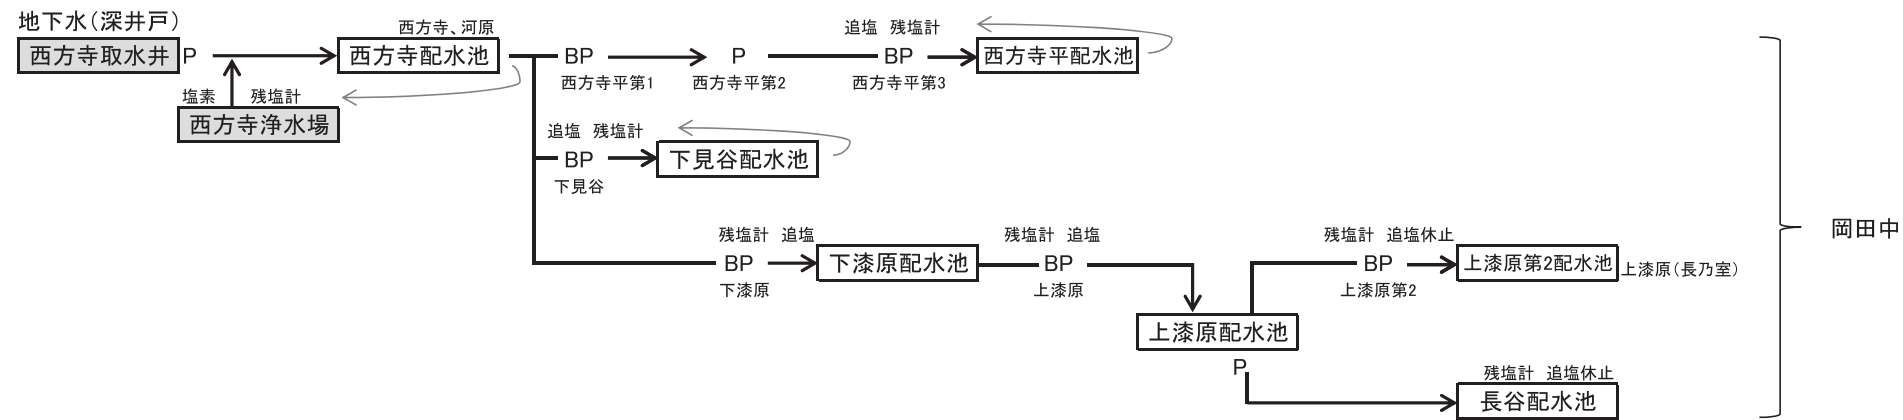 地下水（深井戸）
西方寺取水井 P
塩素 残塩計
西方寺浄水場
西方寺、河原
西方寺配水池
BP
西方寺平第1
P
西方寺平第2
追塩 残塩計
BP
西方寺平第3
西方寺平配水池
追塩 残塩計
BP
下見谷
下見谷配水池
残塩計 追塩
BP
下漆原
下漆原配水池
残塩計 追塩
BP
上漆原
上漆原配水池
P
残塩計 追塩休止
BP
上漆原第2
上漆原第2配水池
上漆原（長乃室）
残塩計 追塩休止
長谷配水池
岡田中